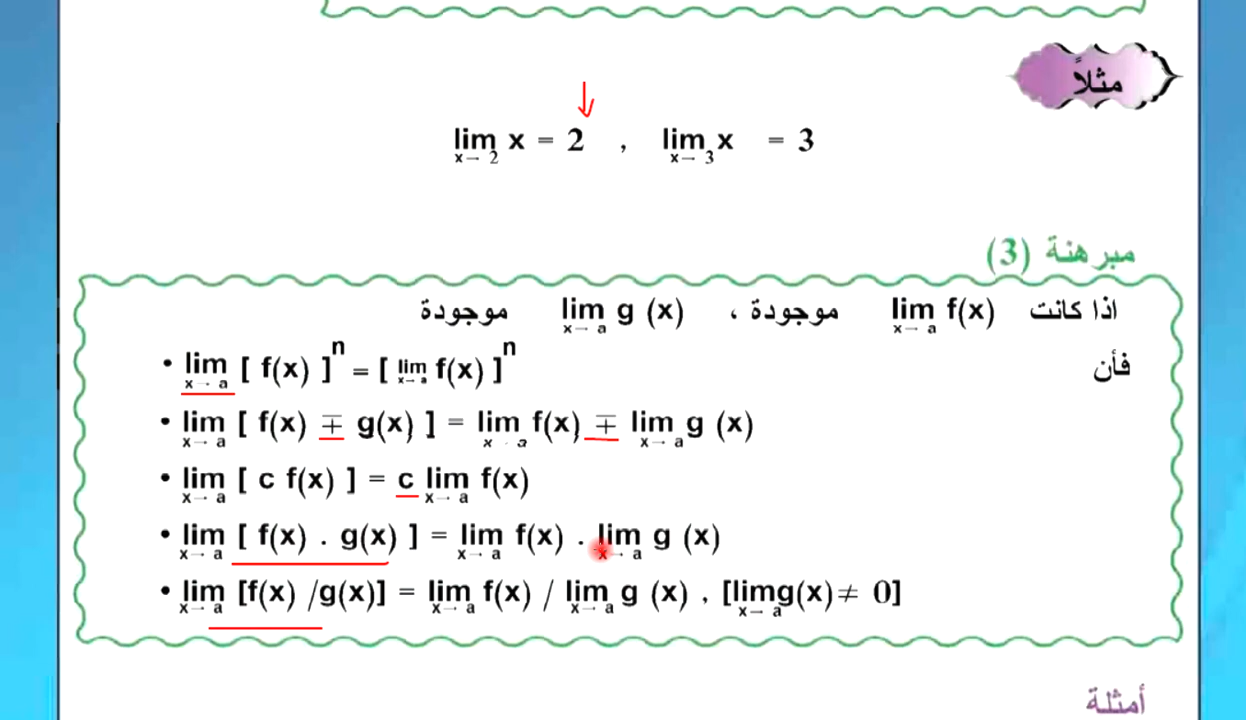 مثلاً
lim x = 2 , lim x = 3
x→2 x→3
مبرهنة (3)
اذا كانت lim f(x) موجودة ، lim g (x) موجودة
x→a x→a
فأن
• lim [ f(x) ]ⁿ = [ lim f(x) ]ⁿ
x→a x→a
• lim [ f(x) ∓ g(x) ] = lim f(x) ∓ lim g (x)
x→a x→a x→a
• lim [ c f(x) ] = c lim f(x)
x→a x→a
• lim [ f(x) . g(x) ] = lim f(x) . lim g (x)
x→a x→a x→a
• lim [f(x) /g(x)] = lim f(x) / lim g (x) , [limg(x)≠ 0]
x→a x→a x→a x→a
أمثلة